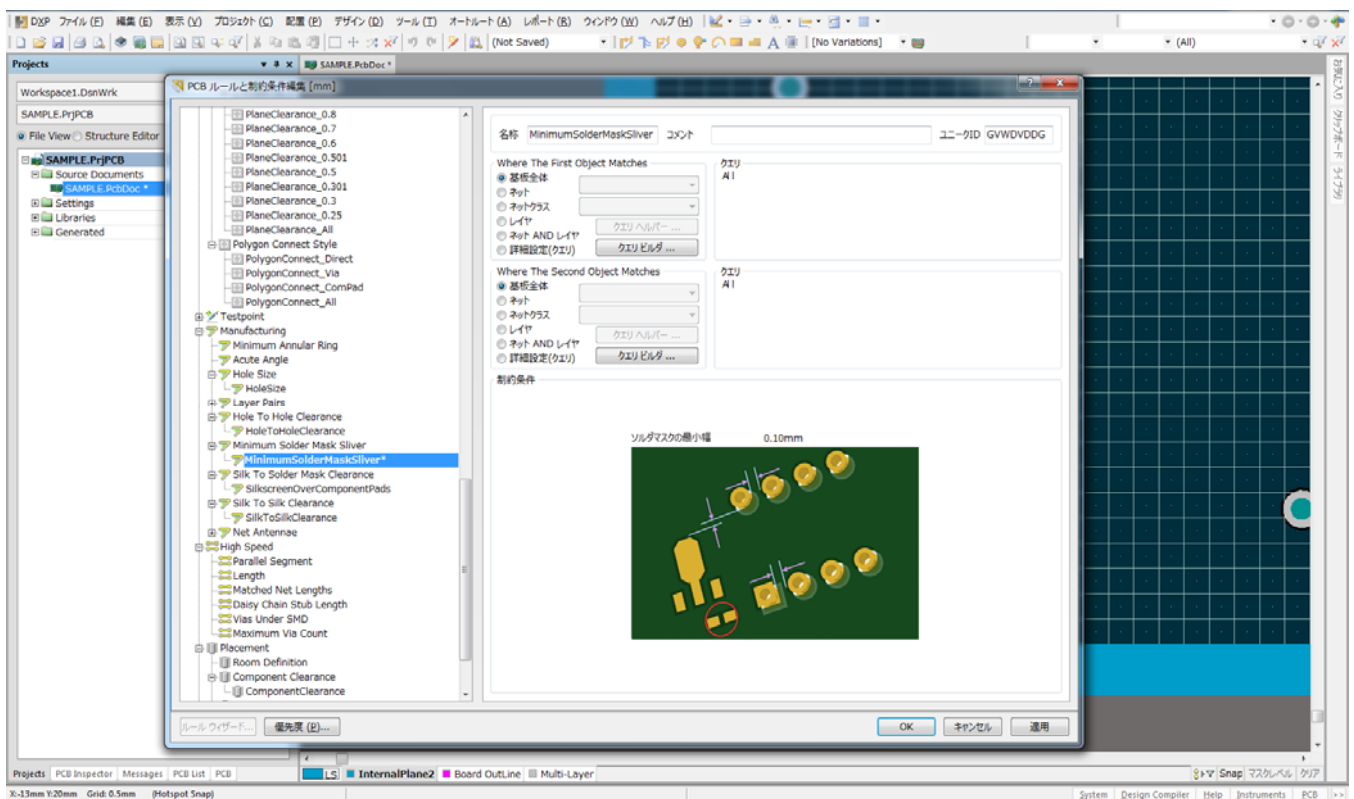 DXP ファイル (F) 編集 (E) 表示 (V) プロジェクト (C) 配置 (P) デザイン (D) ツール (T) オートルート (A) レポート (R) ウィンドウ (W) ヘルプ (H)
(Not Saved) [No Variations] (All)
Projects
SAMPLE.PcbDoc *
Workspace1.DsnWrk
SAMPLE.PrjPCB
File View Structure Editor
SAMPLE.PrjPCB
Source Documents
SAMPLE.PcbDoc *
Settings
Libraries
Generated
PCB ルールと制約条件編集 [mm]
PlaneClearance_0.8
PlaneClearance_0.7
PlaneClearance_0.6
PlaneClearance_0.501
PlaneClearance_0.5
PlaneClearance_0.301
PlaneClearance_0.3
PlaneClearance_0.25
PlaneClearance_All
Polygon Connect Style
PolygonConnect_Direct
PolygonConnect_Via
PolygonConnect_ComPad
PolygonConnect_All
Testpoint
Manufacturing
Minimum Annular Ring
Acute Angle
Hole Size
HoleSize
Layer Pairs
Hole To Hole Clearance
HoleToHoleClearance
Minimum Solder Mask Sliver
MinimumSolderMaskSliver*
Silk To Solder Mask Clearance
SilkscreenOverComponentPads
Silk To Silk Clearance
SilkToSilkClearance
Net Antennae
High Speed
Parallel Segment
Length
Matched Net Lengths
Daisy Chain Stub Length
Vias Under SMD
Maximum Via Count
Placement
Room Definition
Component Clearance
ComponentClearance
名称 MinimumSolderMaskSliver コメント ユニークID GVWDVDDG
Where The First Object Matches
基板全体
ネット
ネットクラス
レイヤ
ネット AND レイヤ
詳細設定(クエリ)
クエリ ヘルパー ...
クエリ ビルダ ...
クエリ
All
Where The Second Object Matches
基板全体
ネット
ネットクラス
レイヤ
ネット AND レイヤ
詳細設定(クエリ)
クエリ ヘルパー ...
クエリ ビルダ ...
クエリ
All
制約条件
ソルダマスクの最小幅 0.10mm
ルール ウィザード... 優先度 (P)... OK キャンセル 適用
お気に入り クリップボード ライブラリ
Projects PCB Inspector Messages PCB List PCB
LS InternalPlane2 Board OutLine Multi-Layer
Snap マスクレベル クリア
X:-13mm Y:20mm Grid: 0.5mm (Hotspot Snap)
System Design Compiler Help Instruments PCB >>